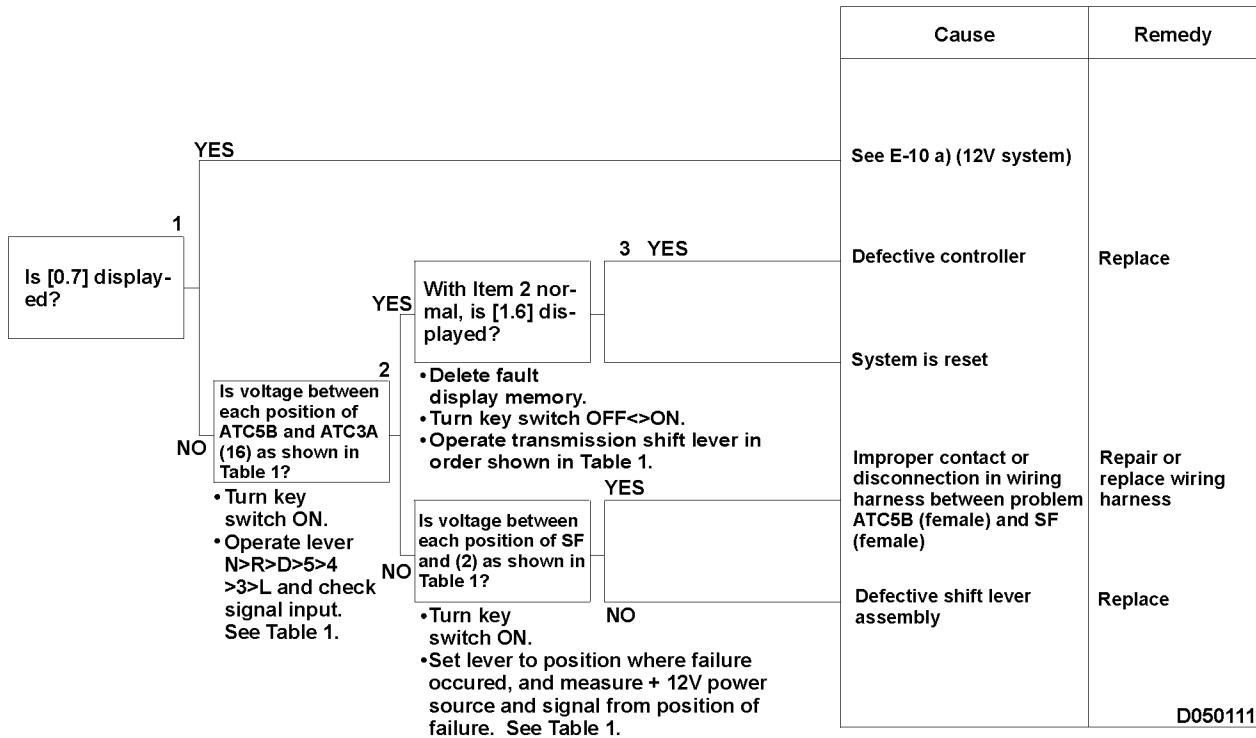 Cause
Remedy
YES
See E-10 a) (12V system)
1
Is [0.7] display-
ed?
3 YES
Defective controller
Replace
YES
With Item 2 nor-
mal, is [1.6] dis-
played?
System is reset
2
• Delete fault
display memory.
• Turn key switch OFF<>ON.
• Operate transmission shift lever in
order shown in Table 1.
NO
Is voltage between
each position of
ATC5B and ATC3A
(16) as shown in
Table 1?
• Turn key
switch ON.
• Operate lever
N>R>D>5>4
>3>L and check
signal input.
See Table 1.
YES
Improper contact or
disconnection in wiring
harness between problem
ATC5B (female) and SF
(female)
Repair or
replace wiring
harness
NO
Is voltage between
each position of SF
and (2) as shown in
Table 1?
NO
Defective shift lever
assembly
Replace
• Turn key
switch ON.
• Set lever to position where failure
occured, and measure + 12V power
source and signal from position of
failure. See Table 1.
D050111